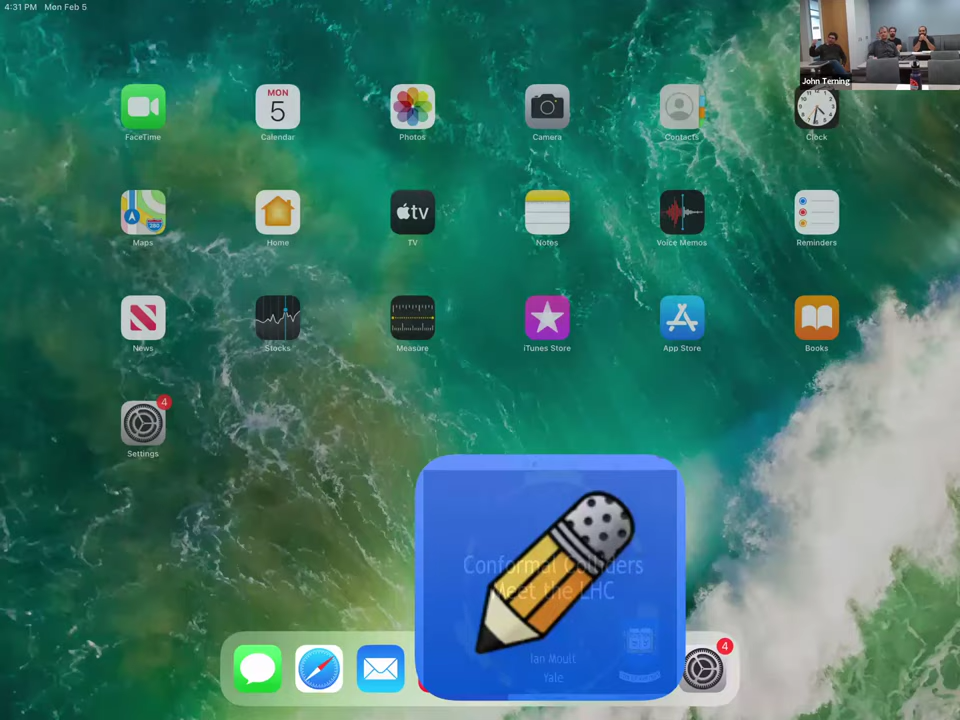 4:31 PM Mon Feb 5
John Terning
MON
5
FaceTime
Calendar
Photos
Camera
Contacts
Clock
tv
280
Maps
Home
TV
Notes
Voice Memos
Reminders
News
Stocks
Measure
iTunes Store
App Store
Books
4
Settings
Conformal Colliders
Meet the LHC
Ian Moult
Yale
4